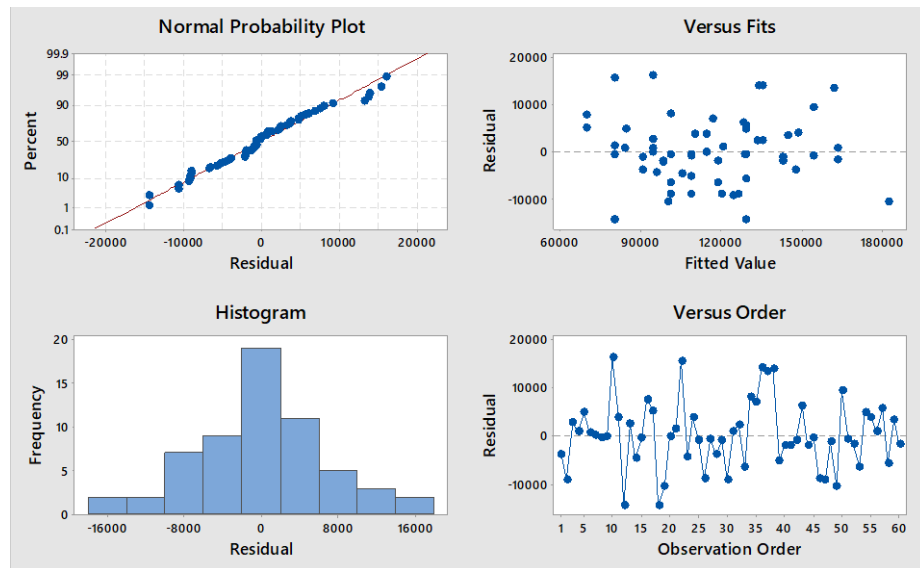 Normal Probability Plot
99.9
99
90
50
10
1
0.1
Percent
-20000 -10000 0 10000 20000
Residual
Versus Fits
20000
10000
0
-10000
Residual
60000 90000 120000 150000 180000
Fitted Value
Histogram
20
15
10
5
0
Frequency
-16000 -8000 0 8000 16000
Residual
Versus Order
20000
10000
0
-10000
Residual
1 5 10 15 20 25 30 35 40 45 50 55 60
Observation Order